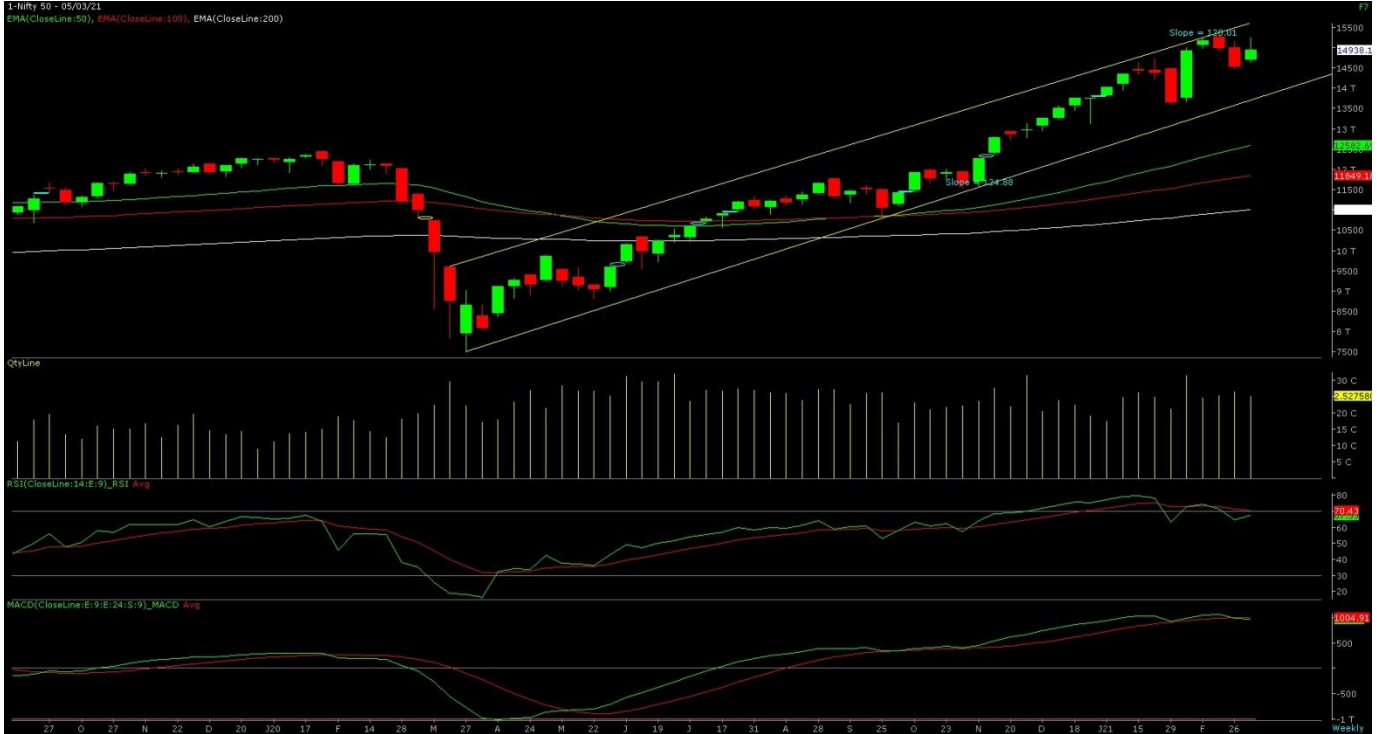 1-Nifty 50 - 05/03/21
F7
EMA(CloseLine:50), EMA(CloseLine:100), EMA(CloseLine:200)
Slope = 128.01
15500
14938.1
14500
14 T
13500
13 T
12582.69
12 T
11849.18
11500
Slope = 124.88
10500
10 T
9500
9 T
8500
8 T
7500
QtyLine
30 C
2.527586
20 C
15 C
10 C
5 C
RSI(CloseLine:14:E:9)_RSI Avg
80
70.43
60
50
40
30
20
MACD(CloseLine:E:9:E:24:S:9)_MACD Avg
1004.91
500
-500
-1 T
27 O 27 N 22 D 20 J20 17 F 14 28 M 27 A 24 M 22 J 19 J 17 31 A 28 S 25 O 23 N 20 D 18 J21 15 29 F 26 Weekly